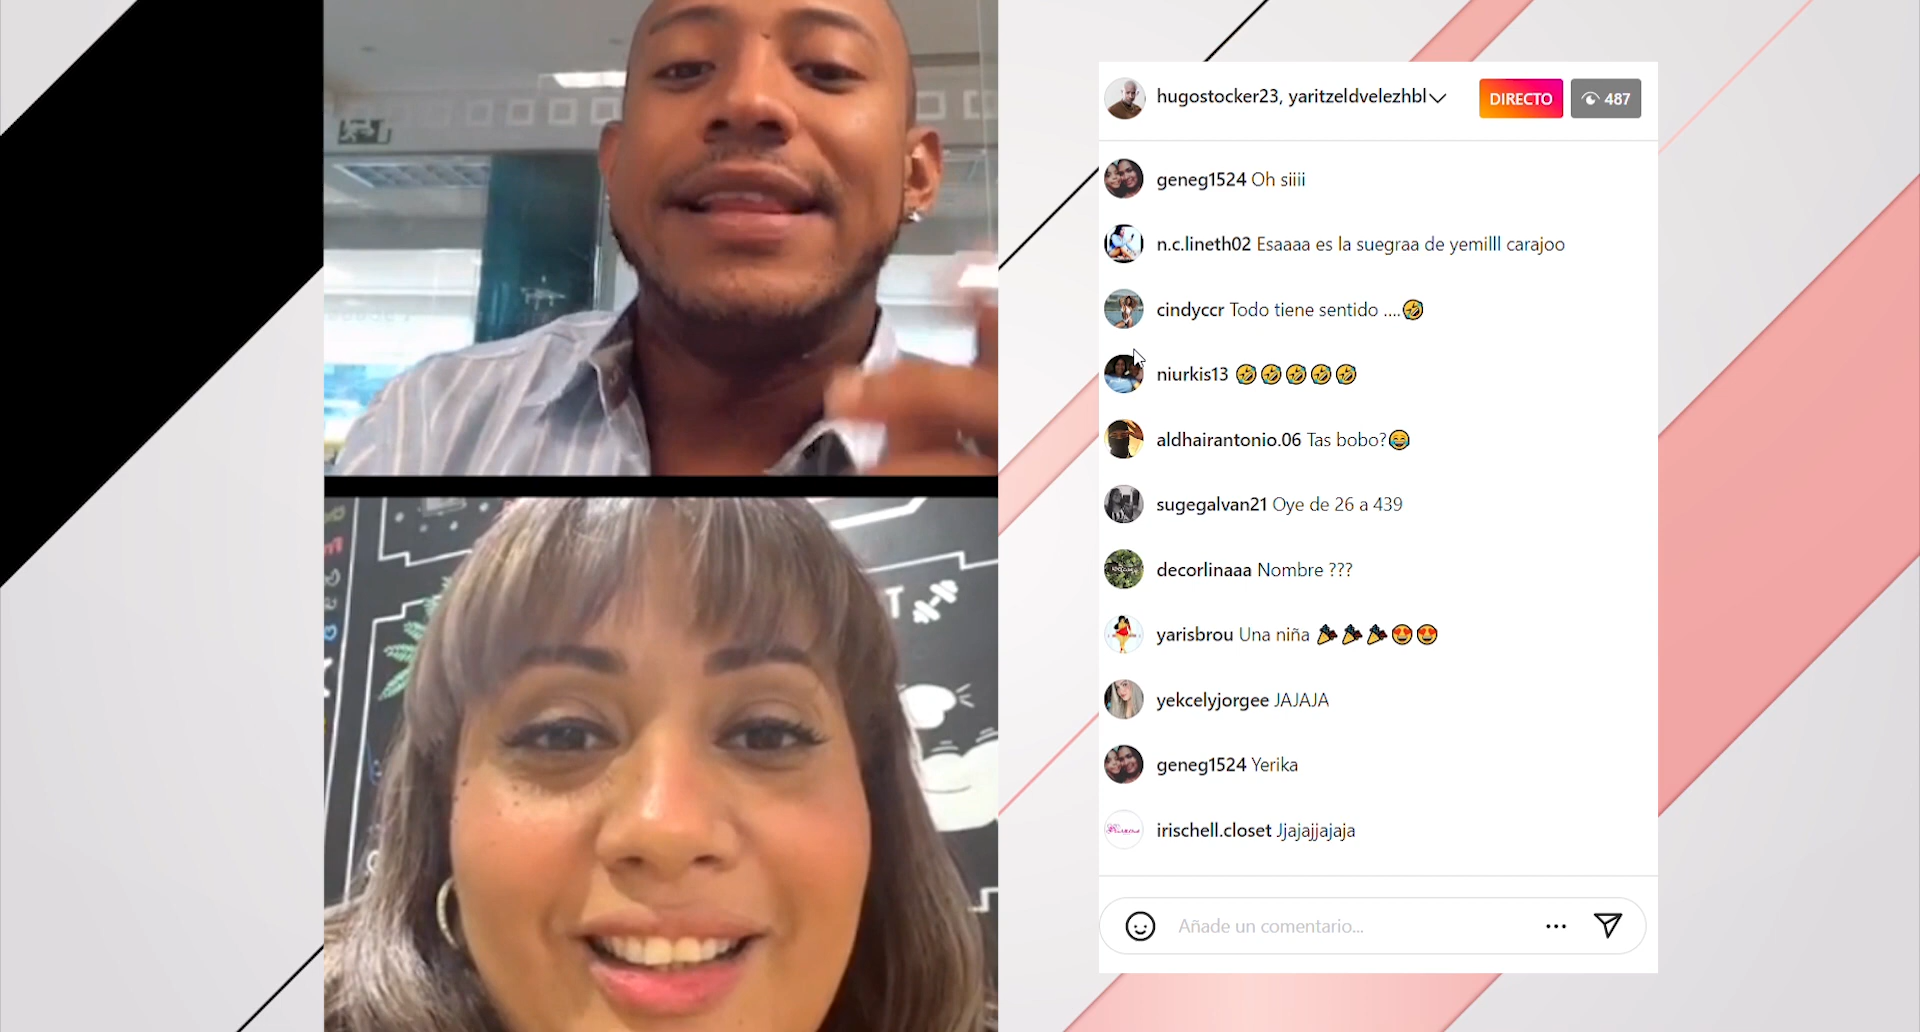 hugostocker23, yaritzeldvelezhbl
DIRECTO
487
geneg1524 Oh siiii
n.c.lineth02 Esaaaa es la suegraa de yemilll carajoo
cindyccr Todo tiene sentido ....🤣
niurkis13 🤣🤣🤣🤣🤣
aldhairantonio.06 Tas bobo?😂
sugegalvan21 Oye de 26 a 439
decorlinaaa Nombre ???
yarisbrou Una niña 🎉🎉🎉😍😍
yekcelyjorgee JAJAJA
geneg1524 Yerika
irischell.closet Jjajajjajaja
Añade un comentario...